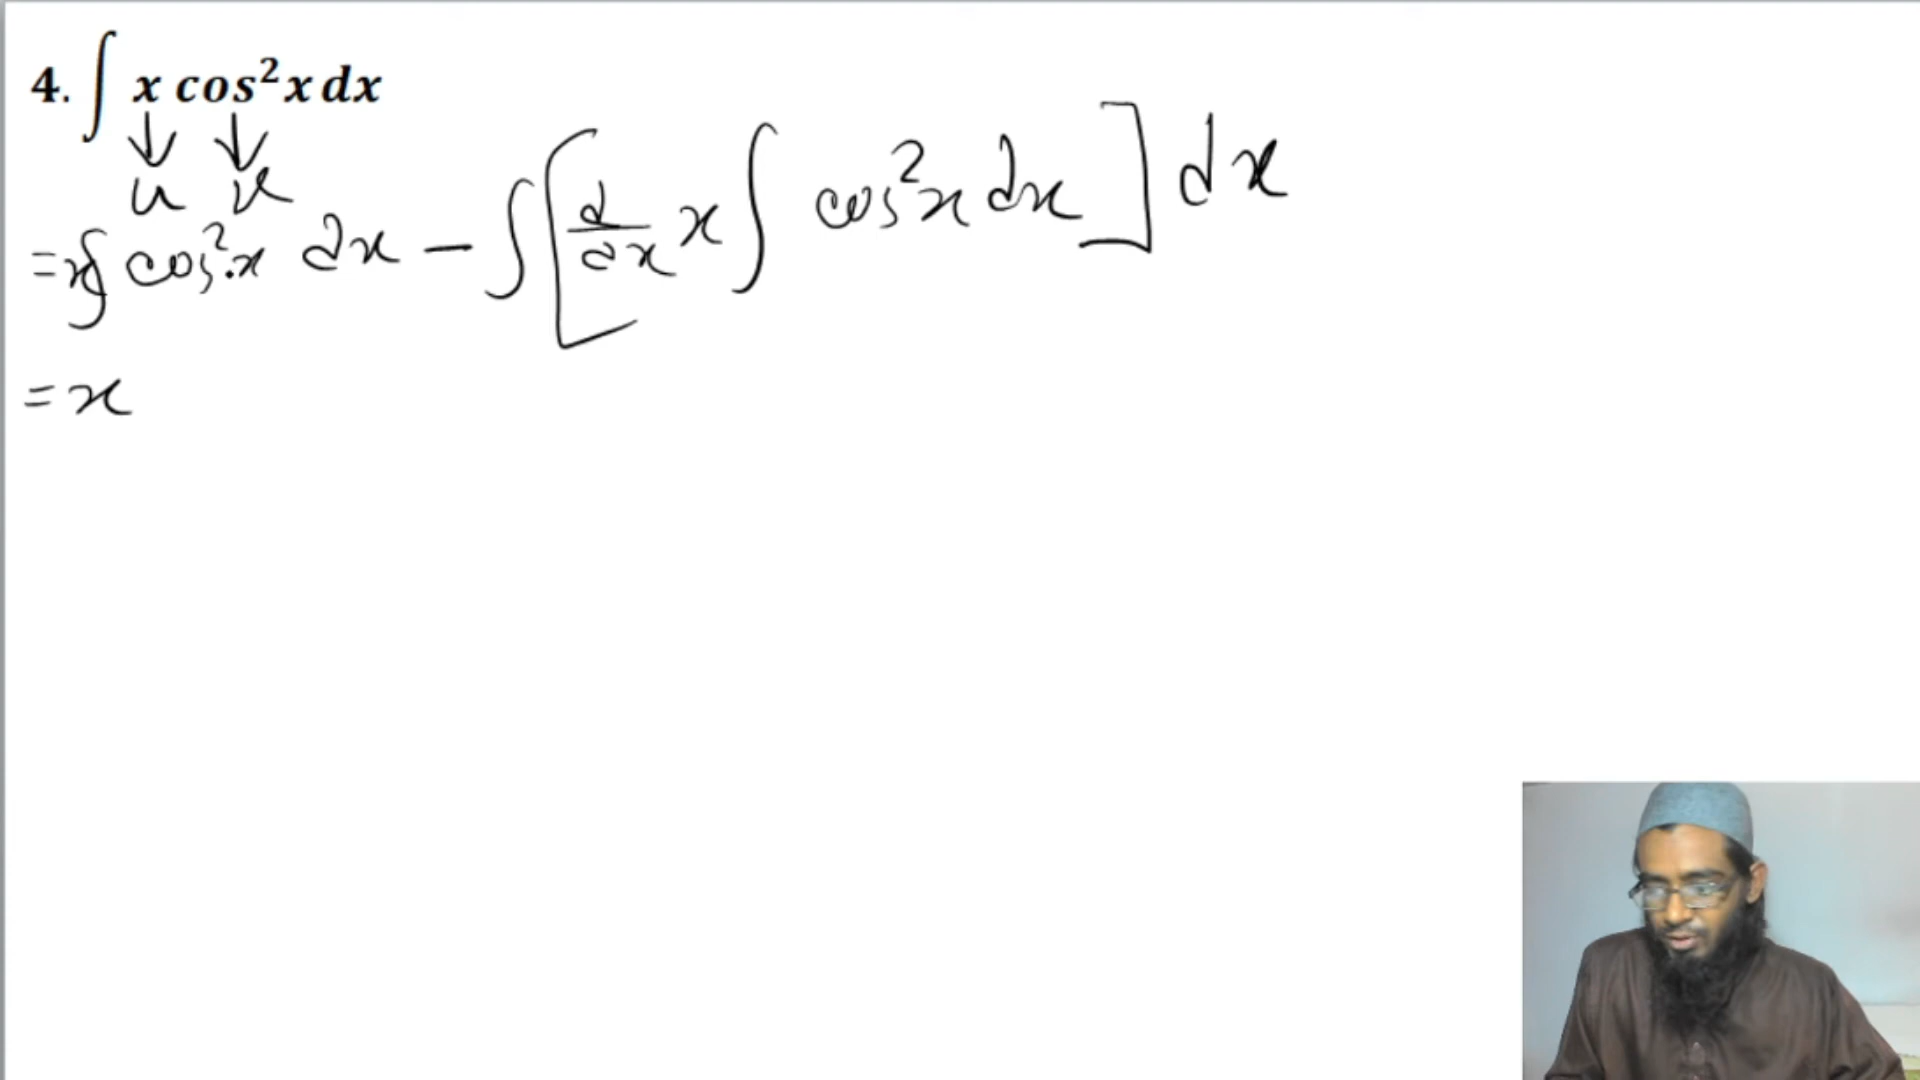 4. ∫ x cos²x dx
↓ ↓
u v
= x∫ cos²x dx − ∫[d/dx x ∫ cos²x dx] dx
= x